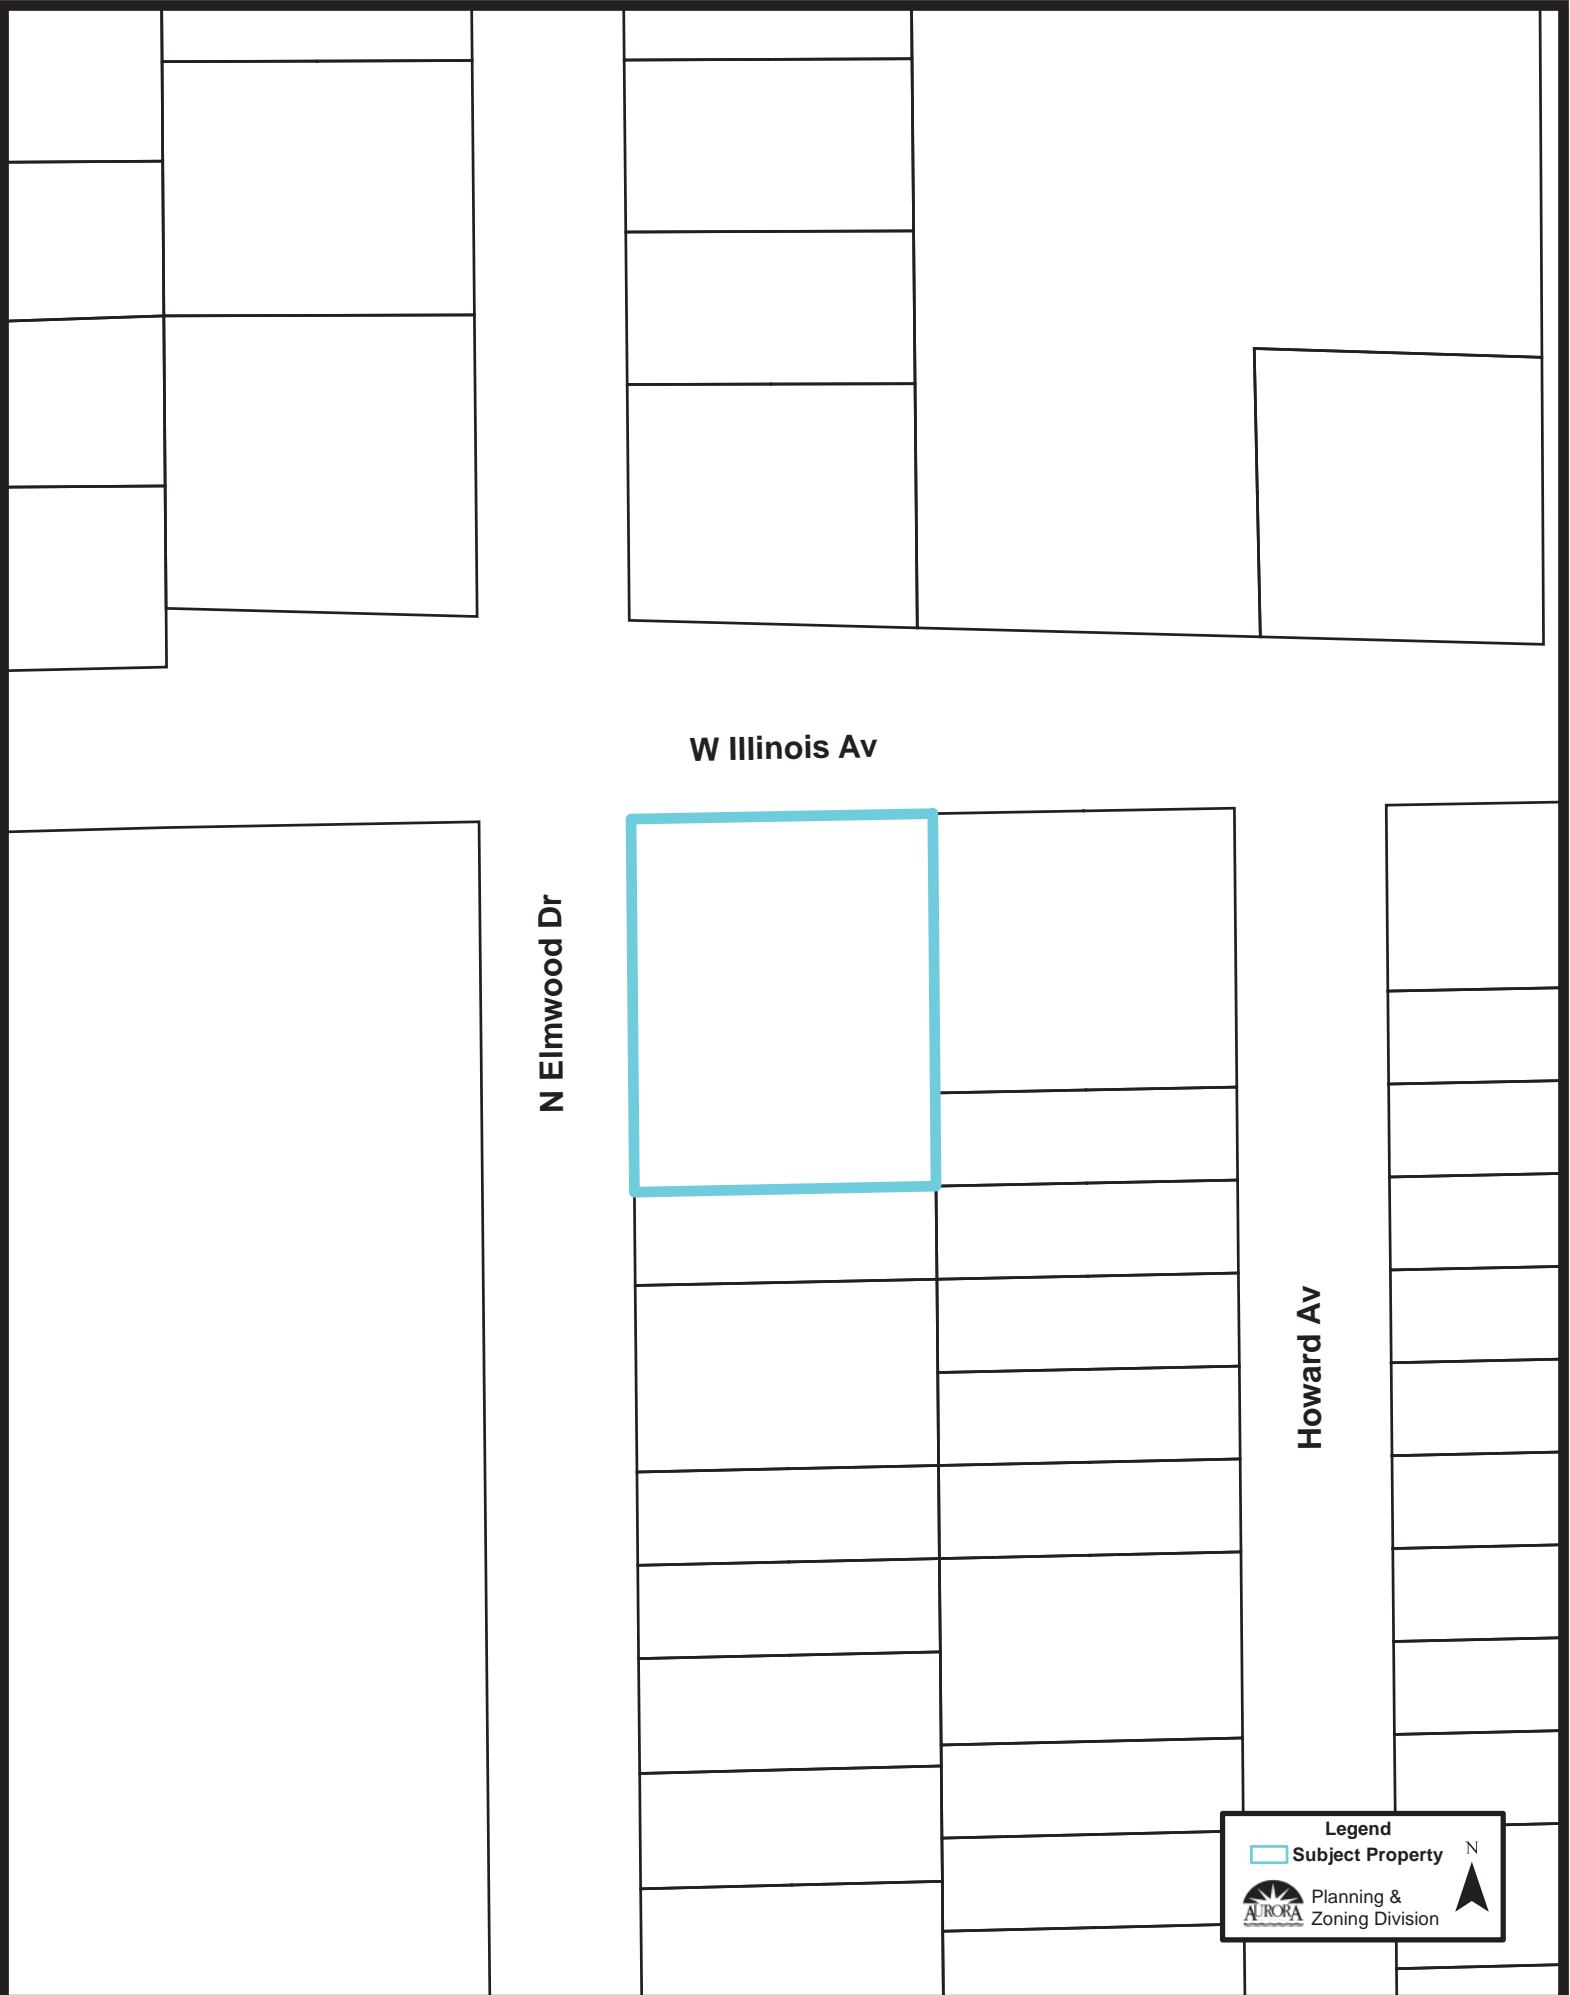 W Illinois Av
N Elmwood Dr
Howard Av
Legend
Subject Property
N
AURORA
Planning &
Zoning Division